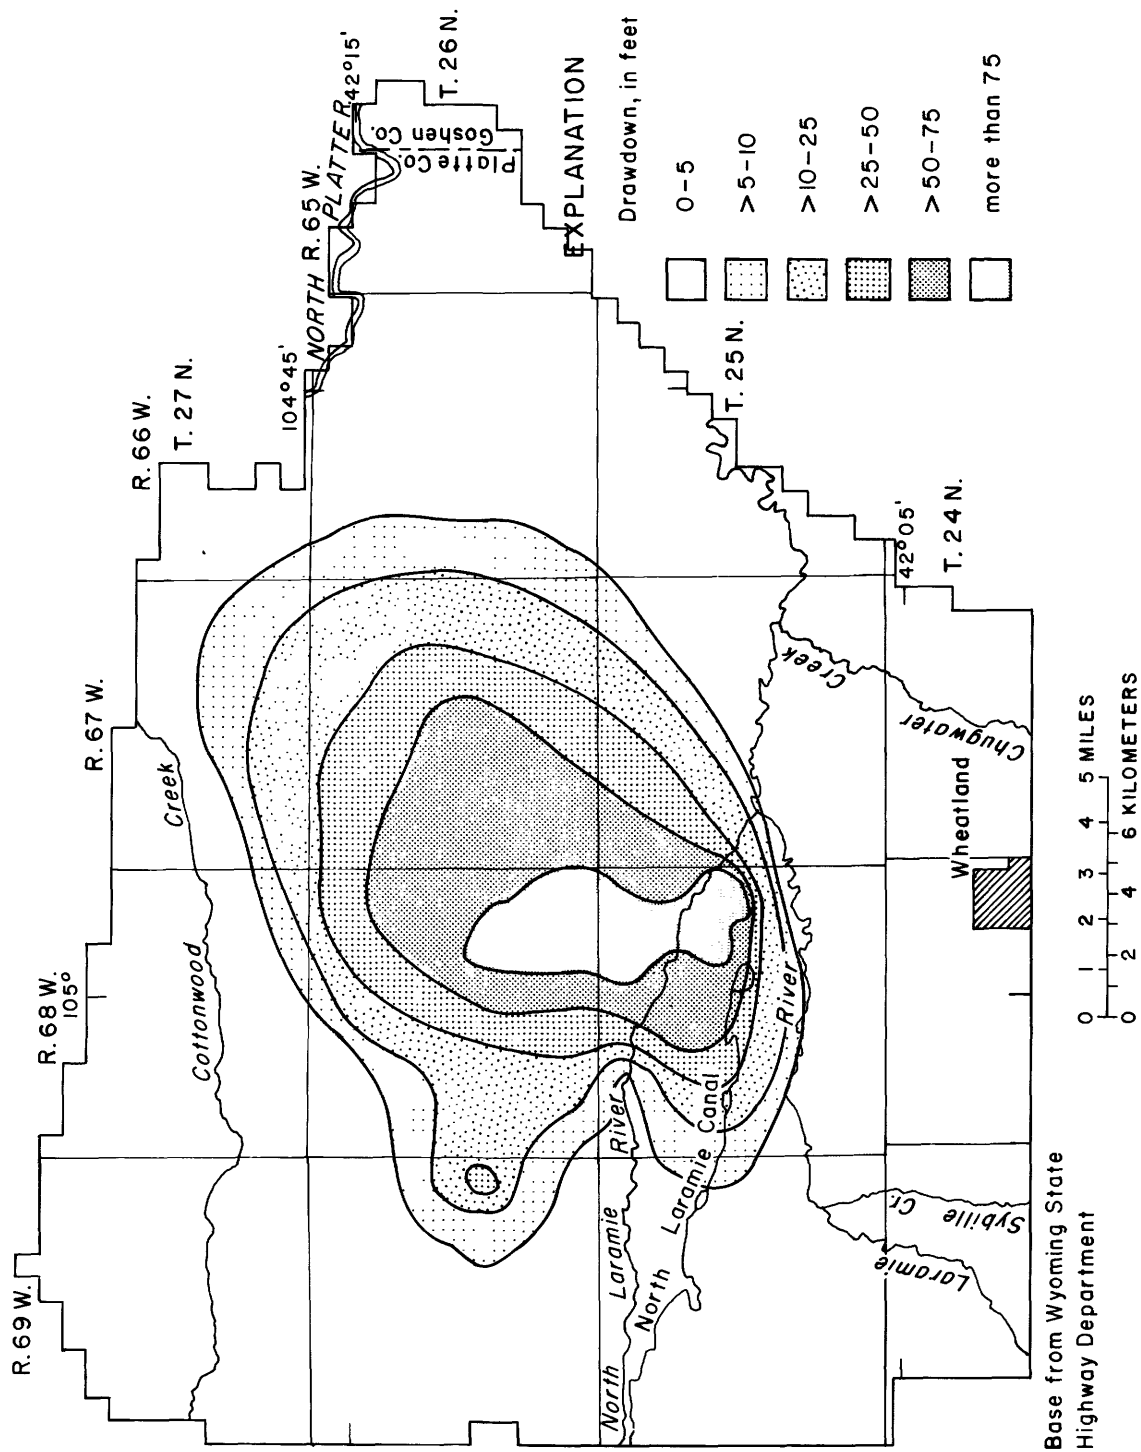 R. 69 W.
R. 68 W.
105°
R. 67 W.
R. 66 W.
T. 27 N.
104°45'
NORTH PLATTE R.
R. 65 W.
42°15'
T. 26 N.
Platte Co.
Goshen Co.
Cottonwood Creek
North Laramie River
North Laramie Canal
River
Laramie
Sybille Cr.
Chugwater Creek
Wheatland
T. 25 N.
42°05'
T. 24 N.
EXPLANATION
Drawdown, in feet
0-5
>5-10
>10-25
>25-50
>50-75
more than 75
Base from Wyoming State
Highway Department
0 1 2 3 4 5 MILES
0 2 4 6 KILOMETERS